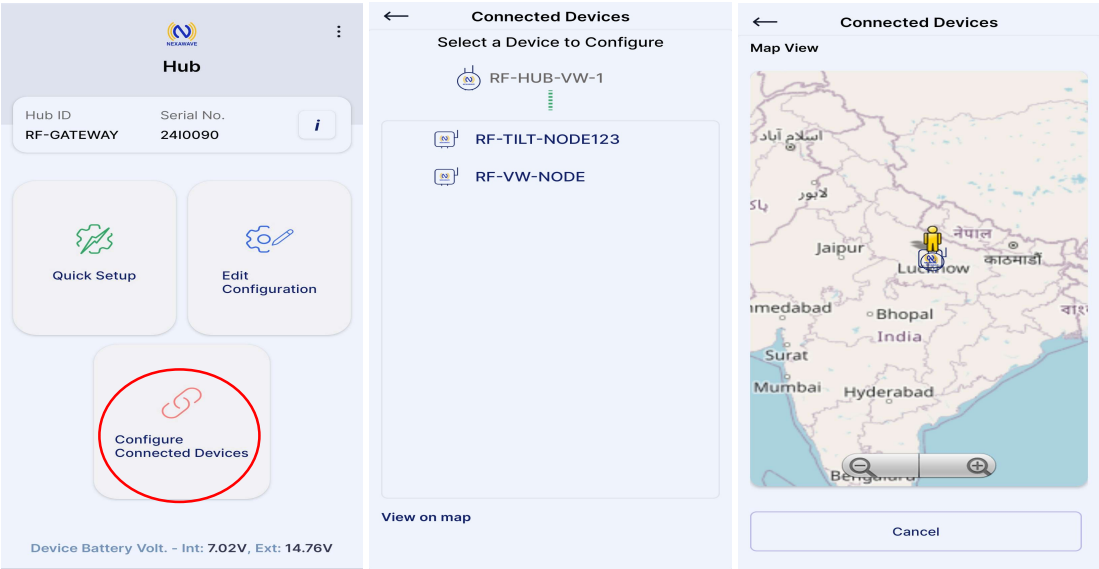 NEXAWAVE
Hub
Hub ID
Serial No.
RF-GATEWAY
24I0090
i
Quick Setup
Edit
Configuration
Configure
Connected Devices
Device Battery Volt. - Int: 7.02V, Ext: 14.76V
Connected Devices
Select a Device to Configure
RF-HUB-VW-1
RF-TILT-NODE123
RF-VW-NODE
View on map
Connected Devices
Map View
اسلام آباد
لاہور
پاک
Jaipur
नेपाल
काठमाडौँ
Lucknow
hmedabad
Bhopal
India
Surat
Mumbai
Hyderabad
Bengaluru
Cancel